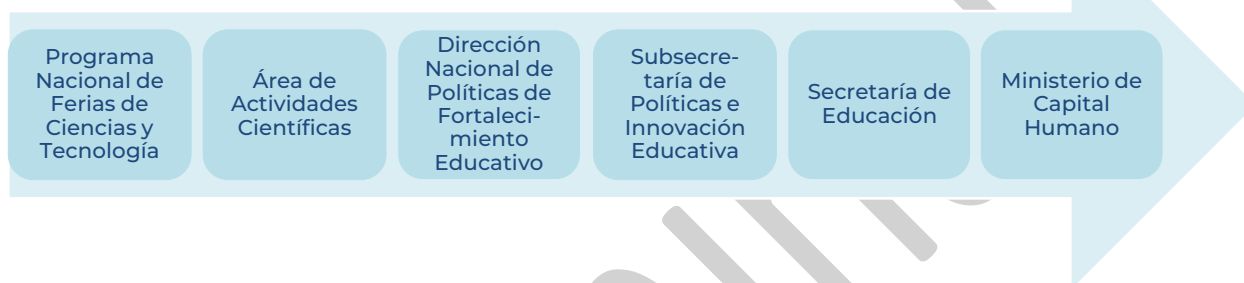 Programa
Nacional de
Ferias de
Ciencias y
Tecnología
Área de
Actividades
Científicas
Dirección
Nacional de
Políticas de
Fortaleci-
miento
Educativo
Subsecre-
taría de
Políticas e
Innovación
Educativa
Secretaría de
Educación
Ministerio de
Capital
Humano